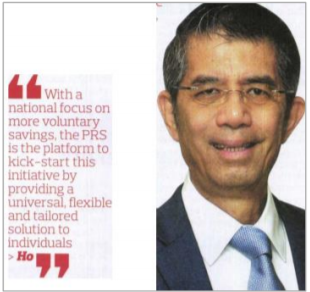 “ With a
national focus on
more voluntary
savings, the PRS
is the platform to
kick-start this
initiative by
providing a
universal, flexible
and tailored
solution to
individuals
> Ho ”